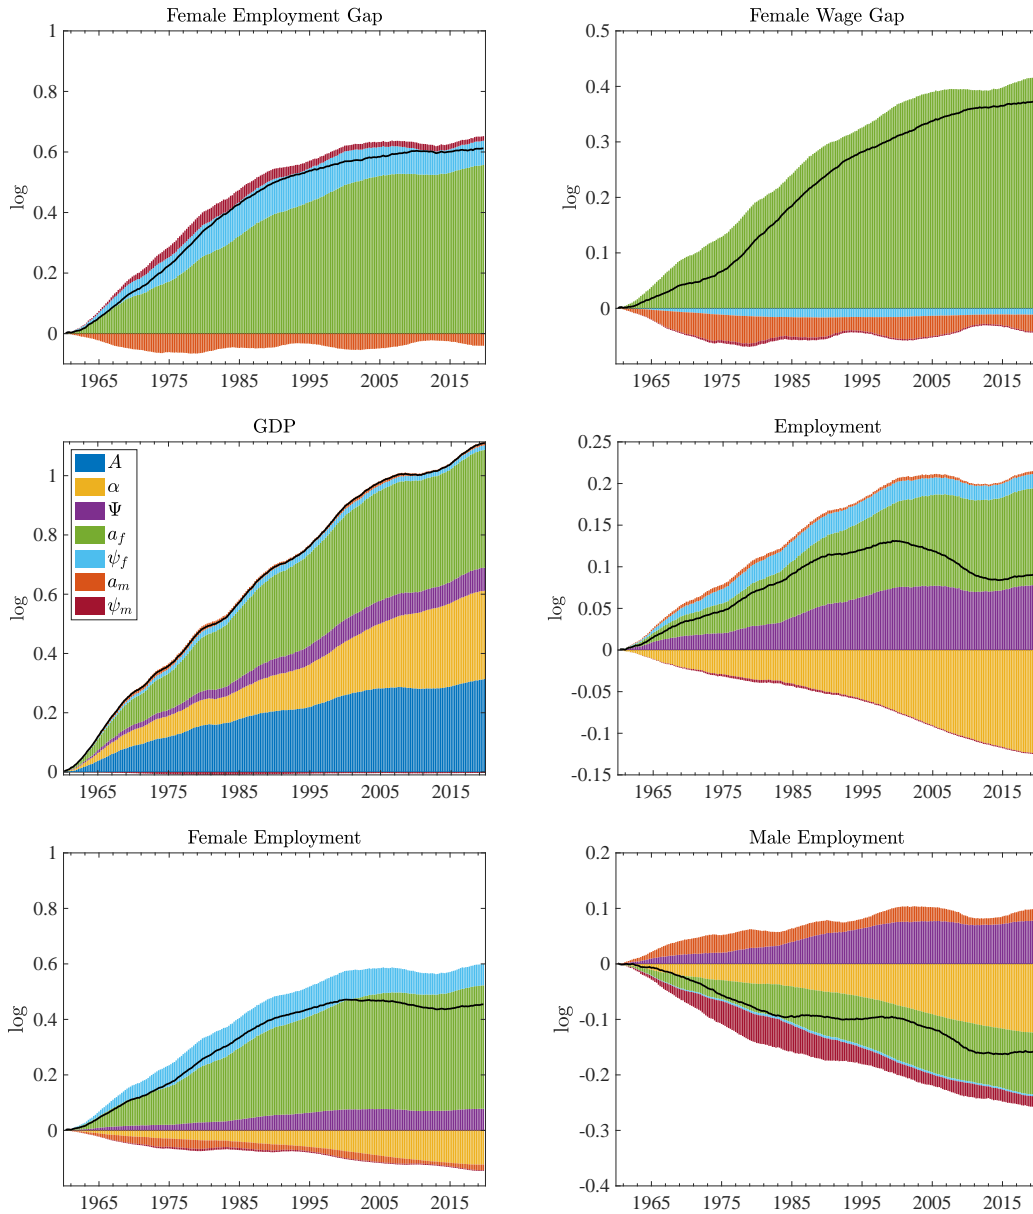 Female Employment Gap
1
0.8
0.6
0.4
0.2
0
log
1965 1975 1985 1995 2005 2015
Female Wage Gap
0.5
0.4
0.3
0.2
0.1
0
log
1965 1975 1985 1995 2005 2015
GDP
1
0.8
0.6
0.4
0.2
0
log
A
α
Ψ
a_f
ψ_f
a_m
ψ_m
1965 1975 1985 1995 2005 2015
Employment
0.25
0.2
0.15
0.1
0.05
0
-0.05
-0.1
-0.15
log
1965 1975 1985 1995 2005 2015
Female Employment
1
0.8
0.6
0.4
0.2
0
log
1965 1975 1985 1995 2005 2015
Male Employment
0.2
0.1
0
-0.1
-0.2
-0.3
-0.4
log
1965 1975 1985 1995 2005 2015